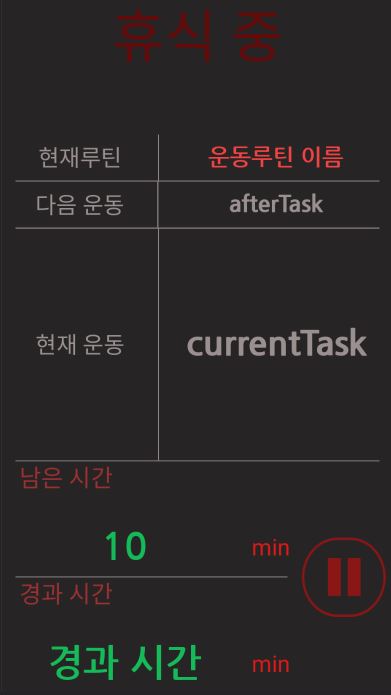 휴식 중
현재루틴 운동루틴 이름
다음 운동 afterTask
현재 운동 currentTask
남은 시간
10 min
경과 시간
경과 시간 min